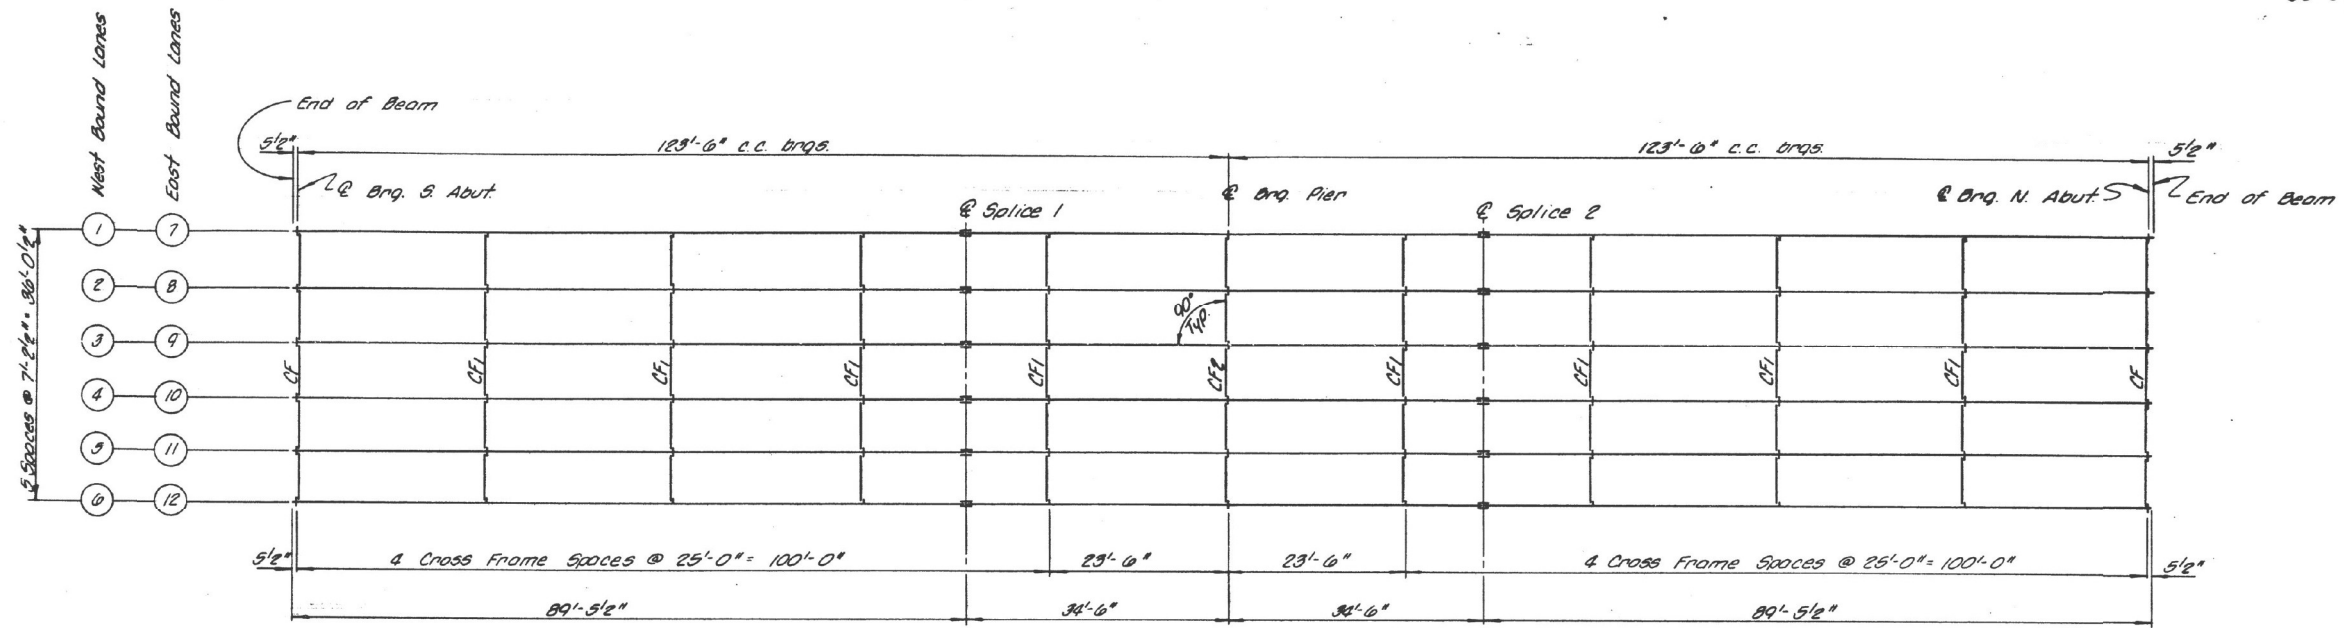 West Bound Lanes
East Bound Lanes
End of Beam
5½"
123'-6" c.c. brgs.
123'-6" c.c. brgs.
5½"
℄ Brg. S. Abut.
℄ Brg. Pier
℄ Brg. N. Abut.
End of Beam
℄ Splice 1
℄ Splice 2
1 7
2 8
3 9
4 10
5 11
6 12
5 Spaces @ 7'-2½" = 36'-0½"
90°
Typ.
CF CF1 CF1 CF1 CF1 CF2 CF1 CF1 CF1 CF1 CF
5½"
4 Cross Frame Spaces @ 25'-0" = 100'-0"
23'-6"
23'-6"
4 Cross Frame Spaces @ 25'-0" = 100'-0"
5½"
89'-5½"
34'-6"
34'-6"
89'-5½"